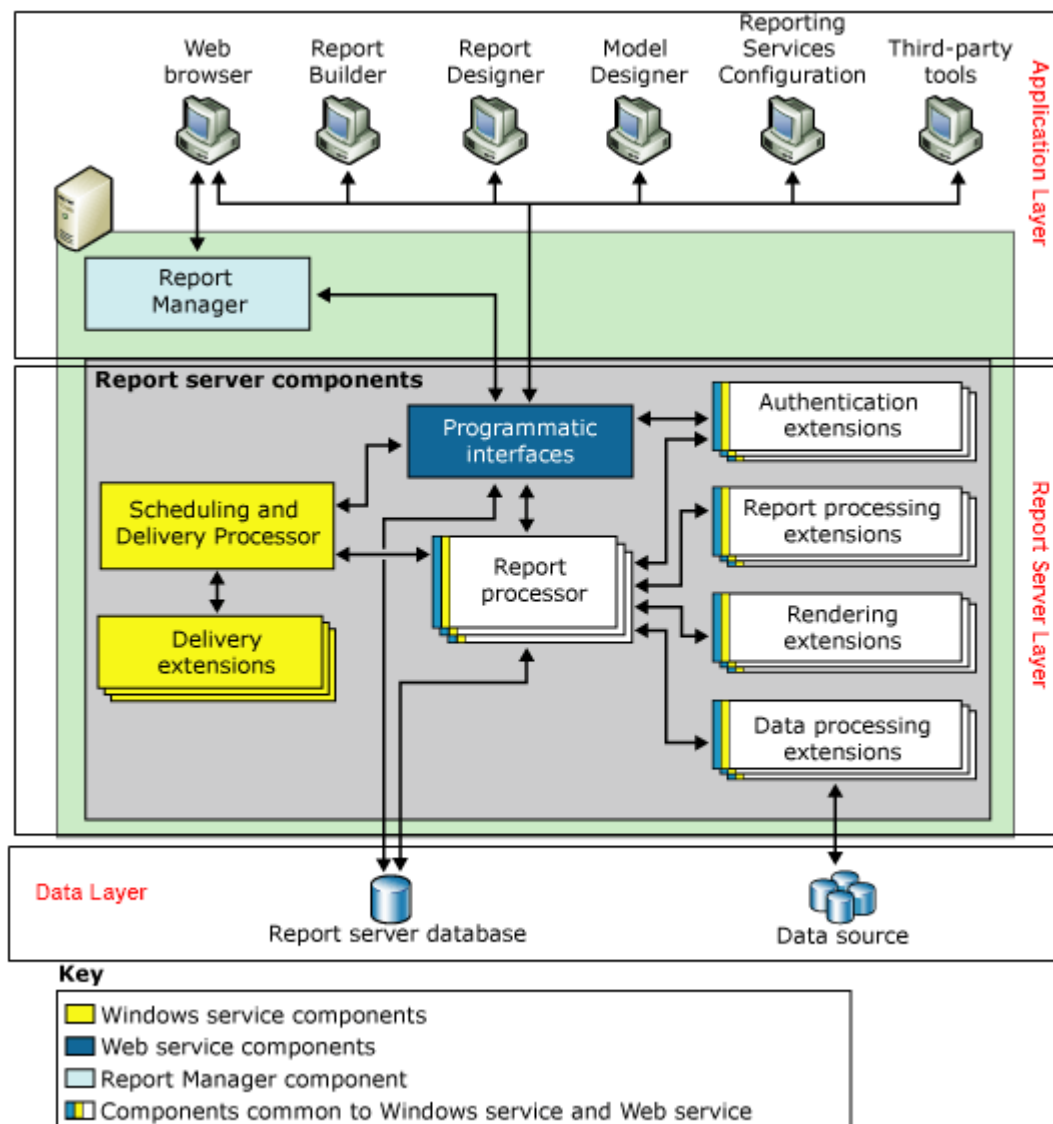 Web
browser
Report
Builder
Report
Designer
Model
Designer
Reporting
Services
Configuration
Third-party
tools
Application Layer
Report
Manager
Report server components
Programmatic
interfaces
Authentication
extensions
Scheduling and
Delivery Processor
Report processing
extensions
Report
processor
Rendering
extensions
Delivery
extensions
Data processing
extensions
Report Server Layer
Data Layer
Report server database
Data source
Key
Windows service components
Web service components
Report Manager component
Components common to Windows service and Web service